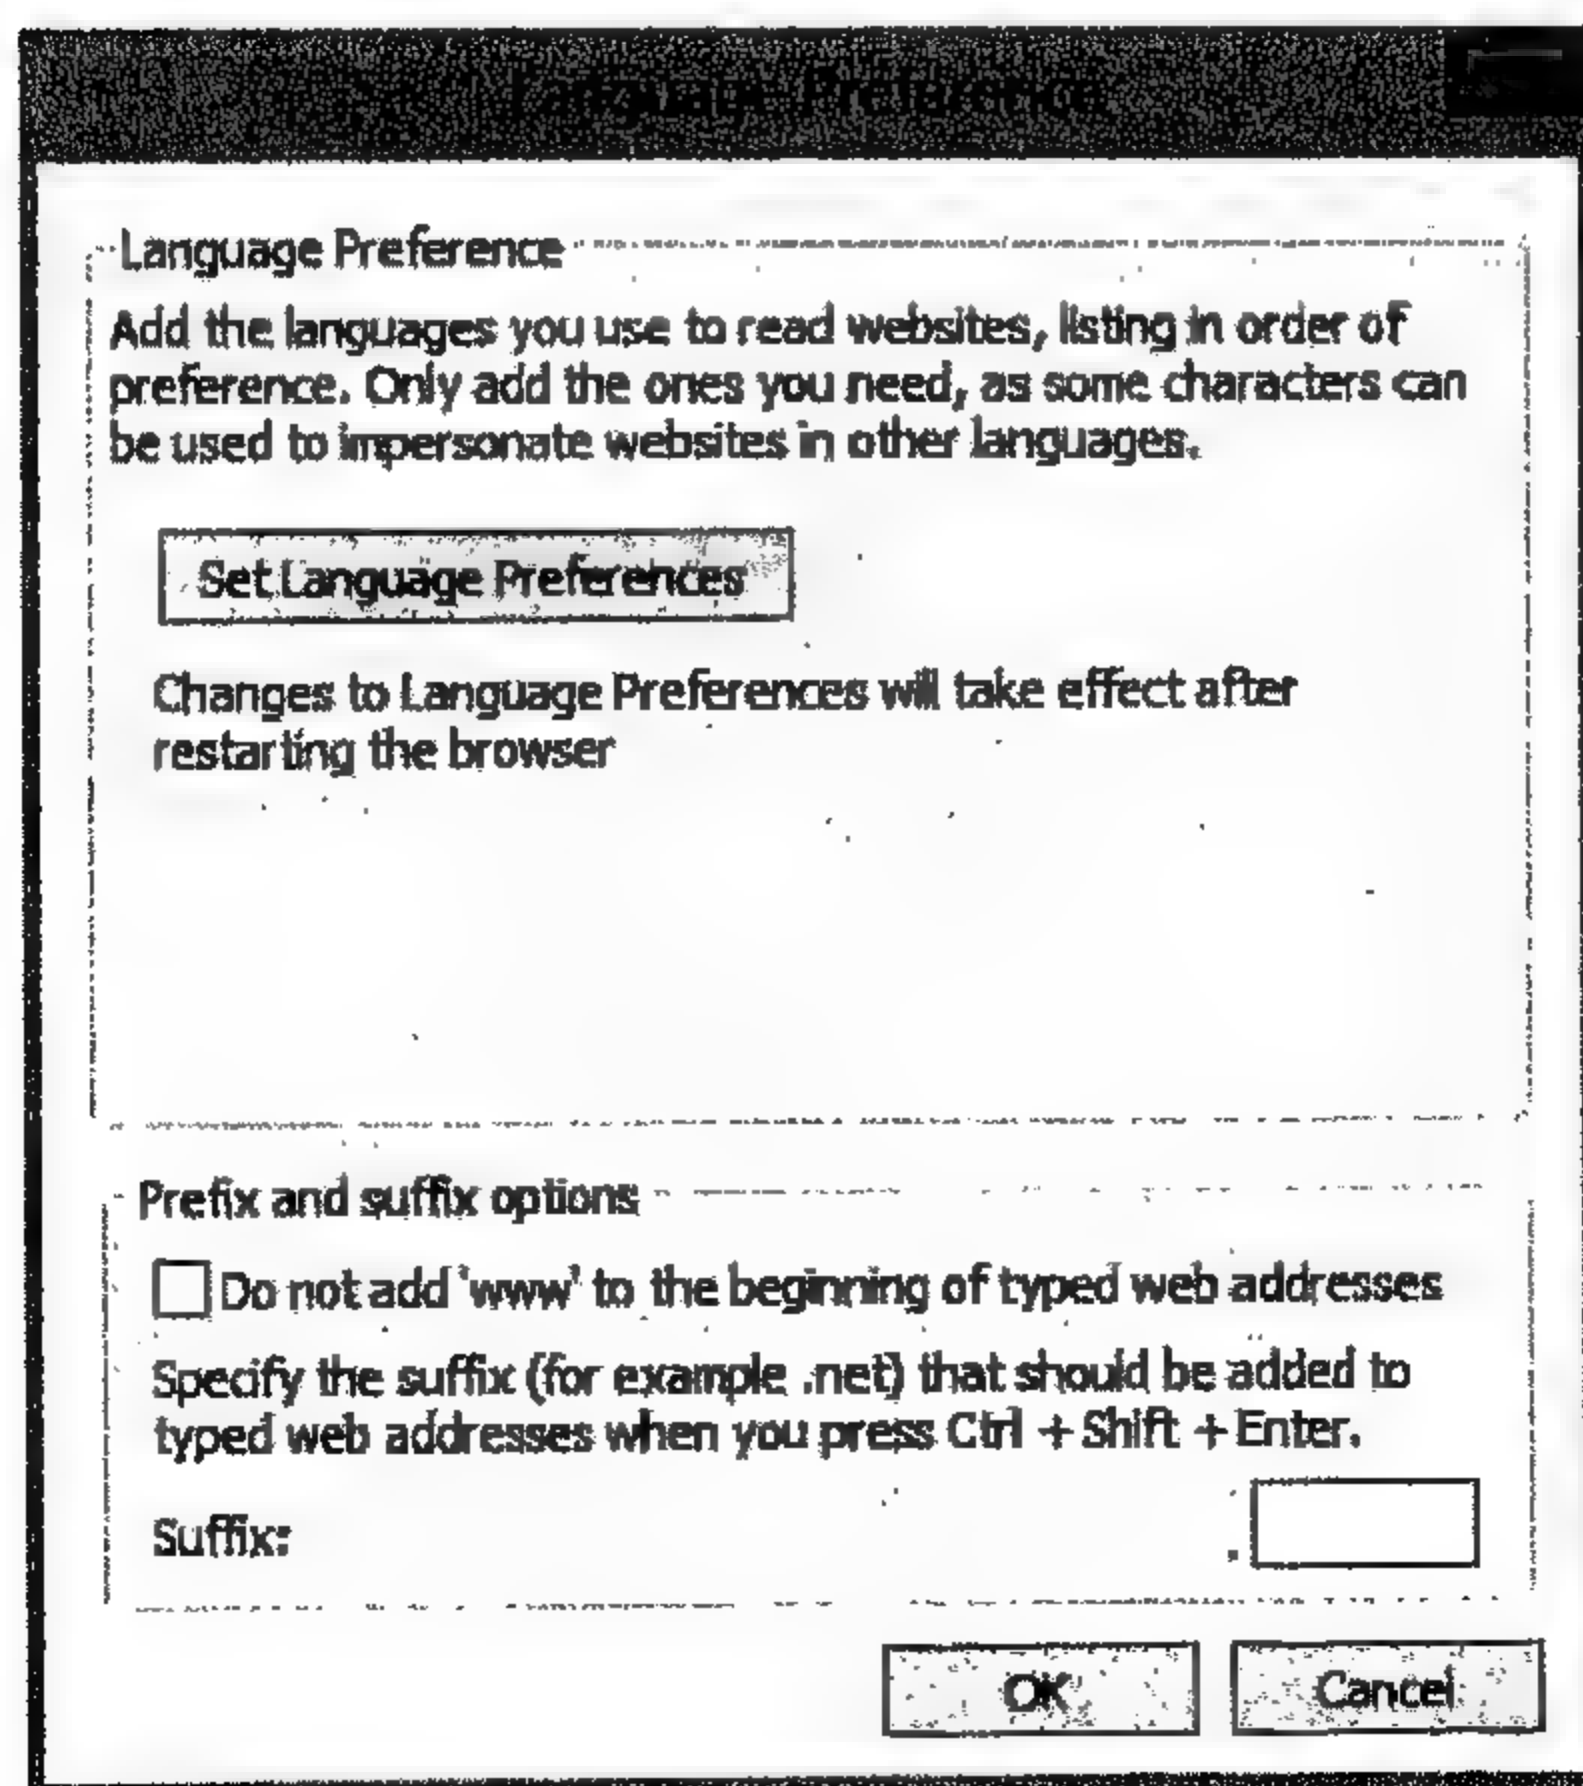 Language Preference
Language Preference
Add the languages you use to read websites, listing in order of
preference. Only add the ones you need, as some characters can
be used to impersonate websites in other languages.
Set Language Preferences
Changes to Language Preferences will take effect after
restarting the browser
Prefix and suffix options
Do not add 'www' to the beginning of typed web addresses
Specify the suffix (for example .net) that should be added to
typed web addresses when you press Ctrl + Shift + Enter.
Suffix:
.
OK
Cancel